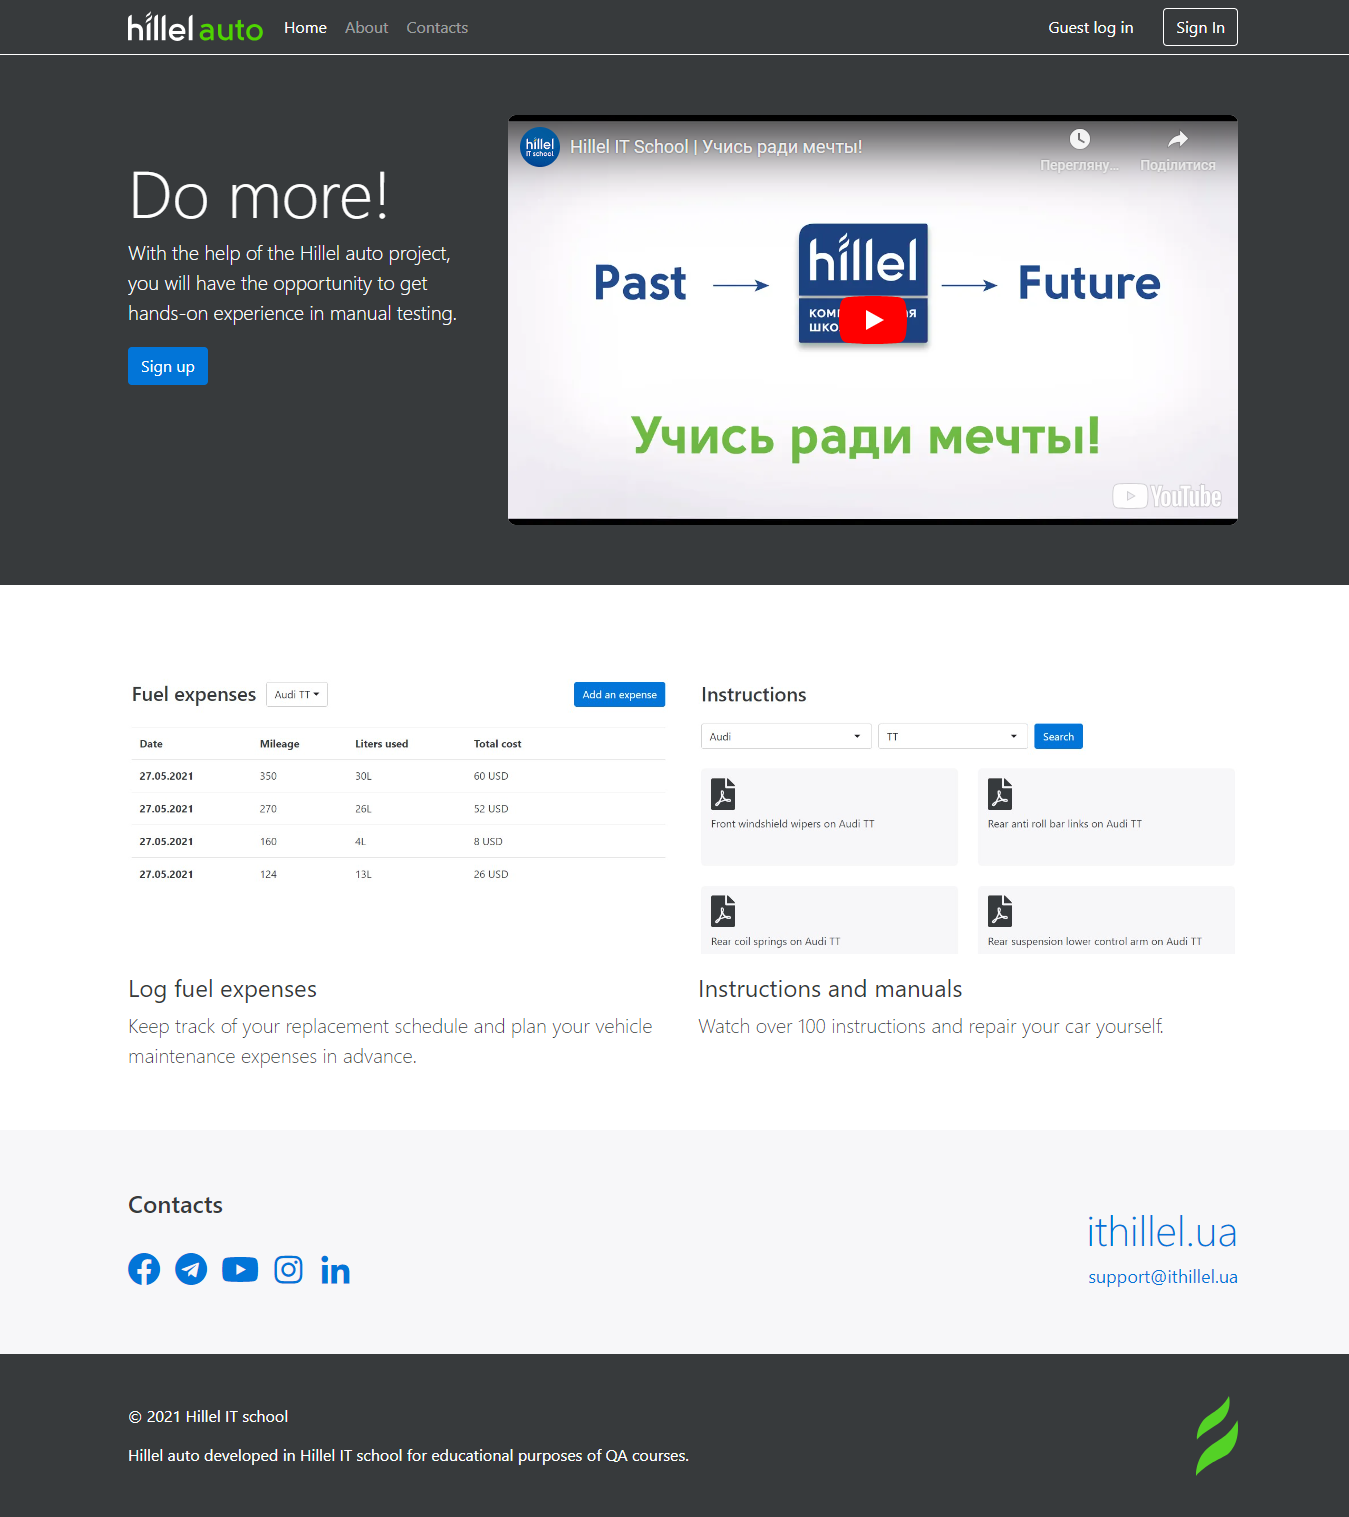 hillel auto Home About Contacts Guest log in Sign In
hillel IT school Hillel IT School | Учись ради мечты! Перегляну... Поділитися
Do more!
With the help of the Hillel auto project,
you will have the opportunity to get
hands-on experience in manual testing.
Sign up
Past hillel Future
Учись ради мечты!
YouTube
Fuel expenses Audi TT Add an expense
Date Mileage Liters used Total cost
27.05.2021 350 30L 60 USD
27.05.2021 270 26L 52 USD
27.05.2021 160 4L 8 USD
27.05.2021 124 13L 26 USD
Log fuel expenses
Keep track of your replacement schedule and plan your vehicle
maintenance expenses in advance.
Instructions
Audi TT Search
Front windshield wipers on Audi TT
Rear anti roll bar links on Audi TT
Rear coil springs on Audi TT
Rear suspension lower control arm on Audi TT
Instructions and manuals
Watch over 100 instructions and repair your car yourself.
Contacts
ithillel.ua
support@ithillel.ua
© 2021 Hillel IT school
Hillel auto developed in Hillel IT school for educational purposes of QA courses.